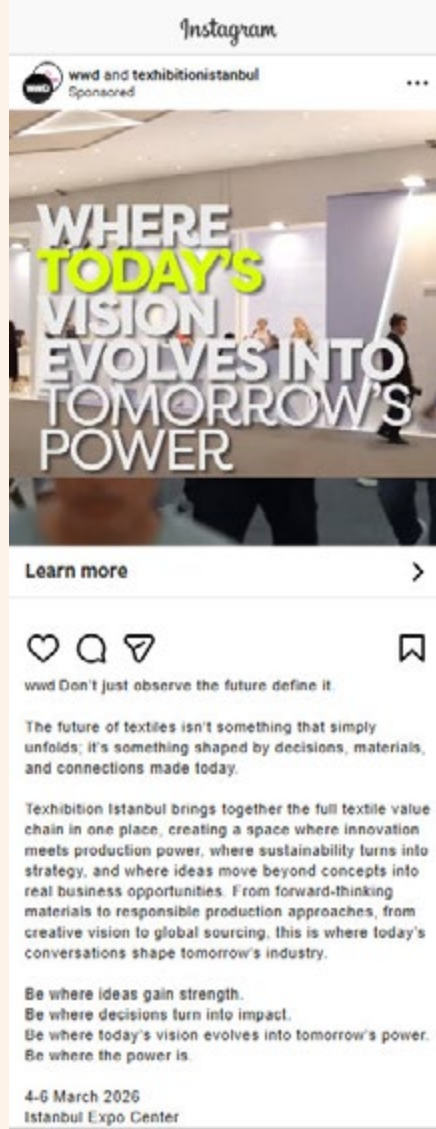 Instagram
wwd and texhibitionistanbul
Sponsored
WWD
WHERE
TODAY'S
VISION
EVOLVES INTO
TOMORROW'S
POWER
Learn more
wwd Don't just observe the future define it.
The future of textiles isn't something that simply
unfolds; it's something shaped by decisions, materials,
and connections made today.
Texhibition Istanbul brings together the full textile value
chain in one place, creating a space where innovation
meets production power, where sustainability turns into
strategy, and where ideas move beyond concepts into
real business opportunities. From forward-thinking
materials to responsible production approaches, from
creative vision to global sourcing, this is where today's
conversations shape tomorrow's industry.
Be where ideas gain strength.
Be where decisions turn into impact.
Be where today's vision evolves into tomorrow's power.
Be where the power is.
4-6 March 2026
Istanbul Expo Center